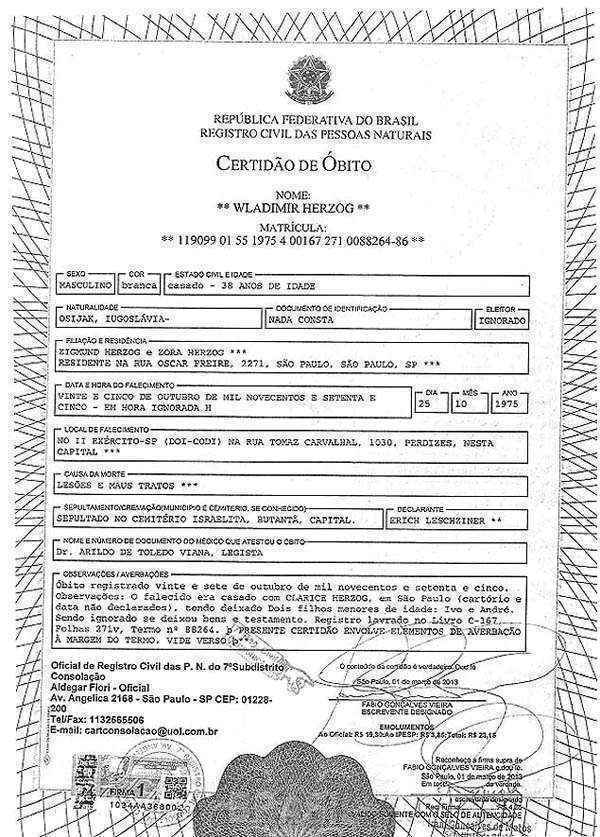 REPÚBLICA FEDERATIVA DO BRASIL
REGISTRO CIVIL DAS PESSOAS NATURAIS
CERTIDÃO DE ÓBITO
NOME:
** WLADIMIR HERZOG **
MATRÍCULA:
** 119099 01 55 1975 4 00167 271 0088264-86 **
SEXO COR ESTADO CIVIL E IDADE
MASCULINO branca casado - 38 ANOS DE IDADE
NATURALIDADE DOCUMENTO DE IDENTIFICAÇÃO ELEITOR
OSIJAK, IUGOSLÁVIA- NADA CONSTA IGNORADO
FILIAÇÃO E RESIDÊNCIA
ZIGMUND HERZOG e ZORA HERZOG ***
RESIDENTE NA RUA OSCAR FREIRE, 2271, SÃO PAULO, SÃO PAULO, SP ***
DATA E HORA DO FALECIMENTO DIA MÊS ANO
VINTE E CINCO DE OUTUBRO DE MIL NOVECENTOS E SETENTA E
CINCO - EM HORA IGNORADA H 25 10 1975
LOCAL DE FALECIMENTO
NO II EXÉRCITO-SP (DOI-CODI) NA RUA TOMAZ CARVALHAL, 1030, PERDIZES, NESTA
CAPITAL ***
CAUSA DA MORTE
LESÕES E MAUS TRATOS ***
SEPULTAMENTO/CREMAÇÃO(MUNICÍPIO E CEMITÉRIO, SE CONHECIDO) DECLARANTE
SEPULTADO NO CEMITÉRIO ISRAELITA, BUTANTÃ, CAPITAL. ERICH LESCHZINER **
NOME E NÚMERO DE DOCUMENTO DO MÉDICO QUE ATESTOU O ÓBITO
Dr. ARILDO DE TOLEDO VIANA, LEGISTA
OBSERVAÇÕES / AVERBAÇÕES
Óbito registrado vinte e sete de outubro de mil novecentos e setenta e cinco.
Observações: O falecido era casado com CLARICE HERZOG, em São Paulo (cartório e
data não declarados), tendo deixado Dois filhos menores de idade: Ivo e André.
Sendo ignorado se deixou bens e testamento. Registro lavrado no Livro C-167,
Folhas 271v, Termo nº 88264. A PRESENTE CERTIDÃO ENVOLVE ELEMENTOS DE AVERBAÇÃO
À MARGEM DO TERMO. VIDE VERSO
Oficial de Registro Civil das P. N. do 7ºSubdistrito
Consolação
Aldegar Fiori - Oficial
Av. Angelica 2168 - São Paulo - SP CEP: 01228-
200
Tel/Fax: 1132555506
E-mail: cartconsolacao@uol.com.br
O conteúdo da certidão é verdadeiro. Dou fé
São Paulo, 01 de março de 2013
FABIO GONÇALVES VIEIRA
ESCREVENTE DESIGNADO
EMOLUMENTOS
Ao Oficial: R$ 19,30 Ao IPESP: R$ 3,85 Total: R$ 23,15
Reconheço a firma supra de
FABIO GONÇALVES VIEIRA e dou fé.
São Paulo, 01 de março de 2013
Em test. da verdade.
FIRMA 1